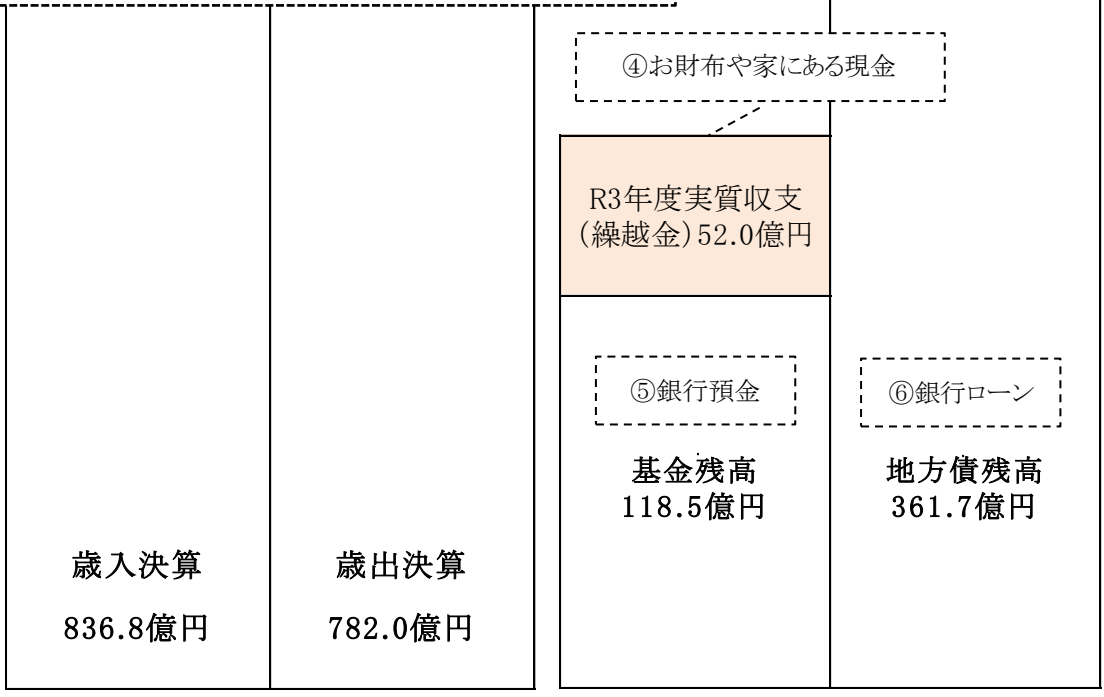 ④お財布や家にある現金
R3年度実質収支
(繰越金)52.0億円
⑤銀行預金
⑥銀行ローン
基金残高
118.5億円
地方債残高
361.7億円
歳入決算
836.8億円
歳出決算
782.0億円